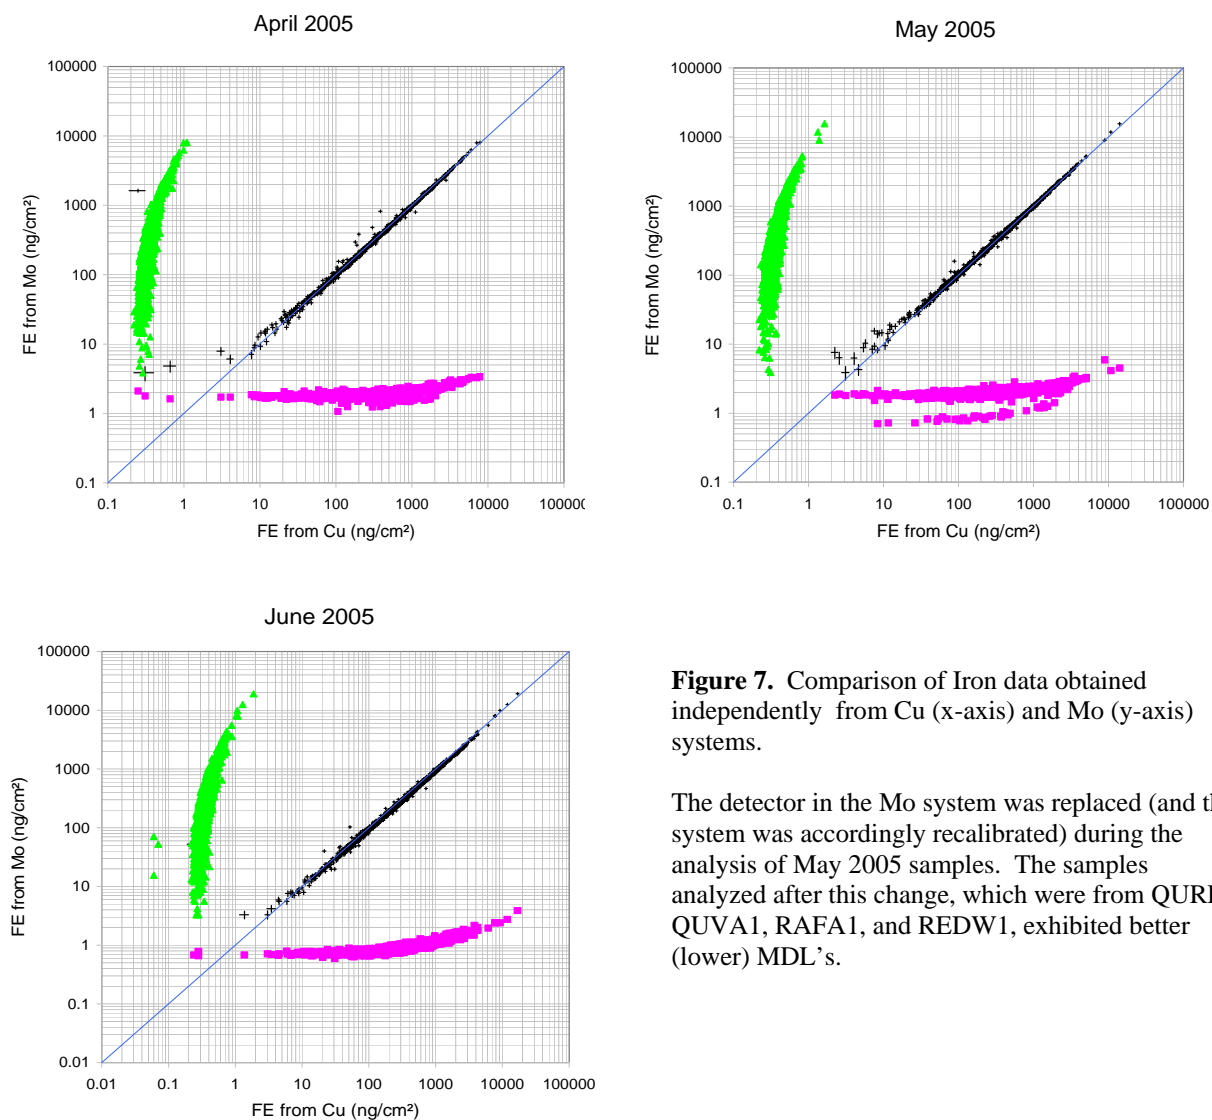 April 2005
100000
10000
1000
100
10
1
0.1
FE from Mo (ng/cm²)
0.1 1 10 100 1000 10000
FE from Cu (ng/cm²)
May 2005
100000
10000
1000
100
10
1
0.1
FE from Mo (ng/cm²)
0.1 1 10 100 1000 10000 100000
FE from Cu (ng/cm²)
June 2005
100000
10000
1000
100
10
1
0.1
0.01
FE from Mo (ng/cm²)
0.01 0.1 1 10 100 1000 10000 100000
FE from Cu (ng/cm²)
Figure 7. Comparison of Iron data obtained
independently from Cu (x-axis) and Mo (y-axis)
systems.
The detector in the Mo system was replaced (and
system was accordingly recalibrated) during the
analysis of May 2005 samples. The samples
analyzed after this change, which were from
QUVA1, RAFA1, and REDW1, exhibited better
(lower) MDL's.